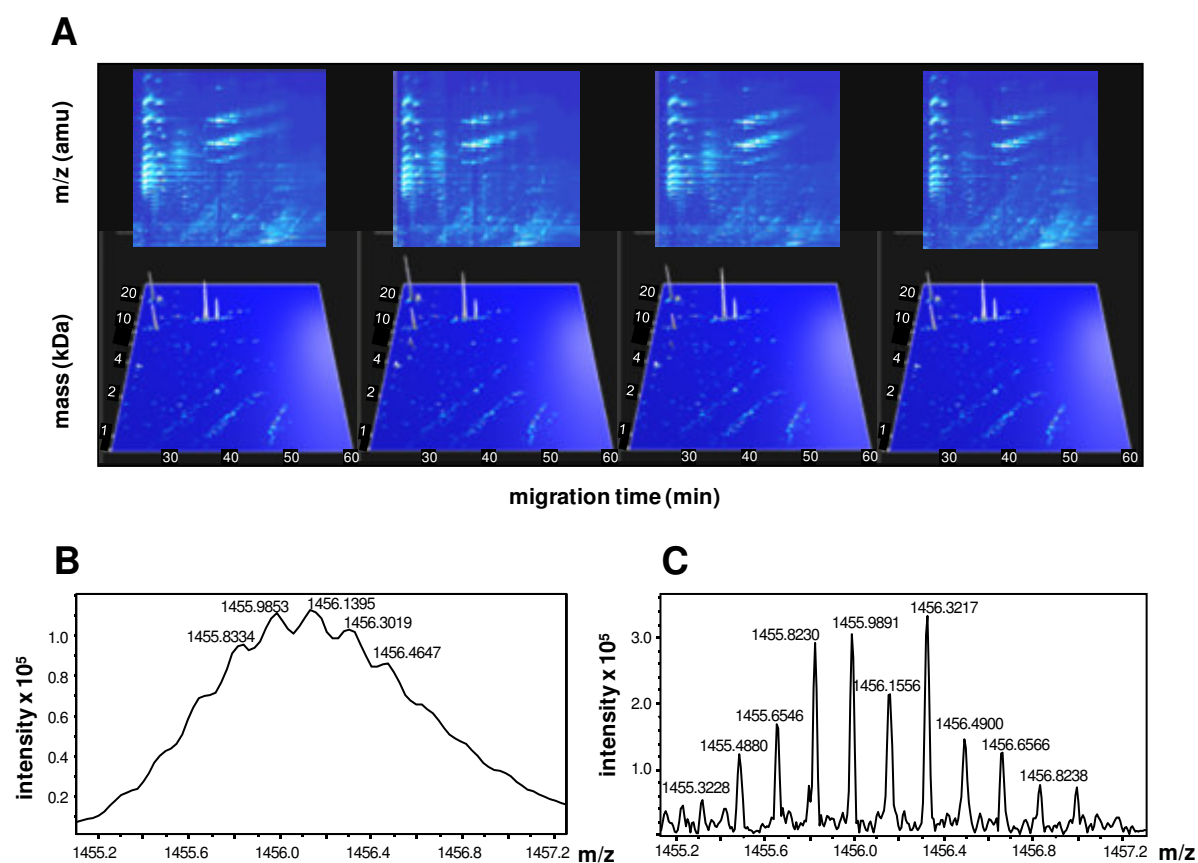 A
m/z (amu)
mass (kDa)
20 20 20 20
10 10 10 10
4 4 4 4
2 2 2 2
1 1 1 1
30 40 50 60 30 40 50 60 30 40 50 60 30 40 50 60
migration time (min)
B
intensity x 10⁵
1.0
0.8
0.6
0.4
0.2
1455.8334
1455.9853
1456.1395
1456.3019
1456.4647
1455.2 1455.6 1456.0 1456.4 1456.8 1457.2 m/z
C
intensity x 10⁵
3.0
2.0
1.0
1455.3228
1455.4880
1455.6546
1455.8230
1455.9891
1456.1556
1456.3217
1456.4900
1456.6566
1456.8238
1455.2 1455.6 1456.0 1456.4 1456.8 1457.2 m/z